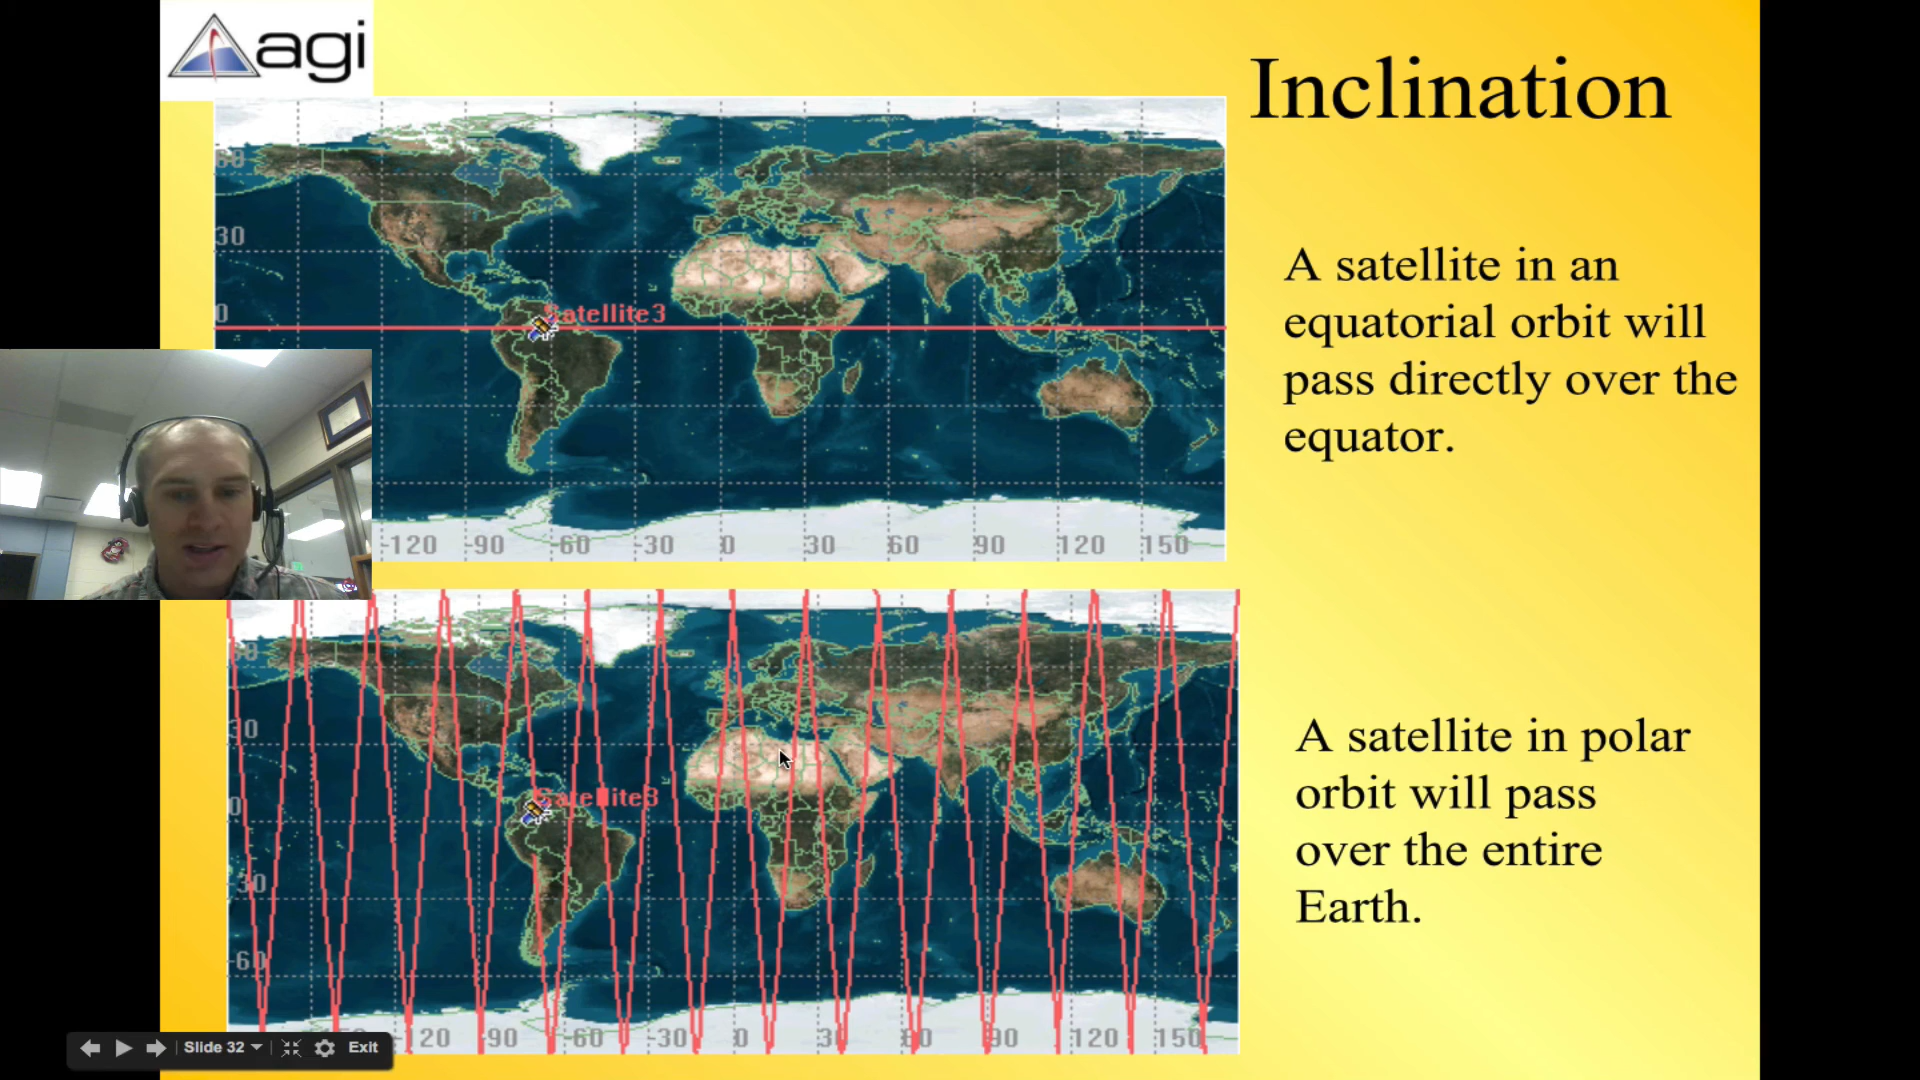 agi
Inclination
60
30
0
Satellite3
-120 -90 -60 -30 0 30 60 90 120 150
A satellite in an
equatorial orbit will
pass directly over the
equator.
30
0
Satellite3
-30
-60
120 -90 -60 -30 0 30 60 90 120 150
A satellite in polar
orbit will pass
over the entire
Earth.
Slide 32
Exit